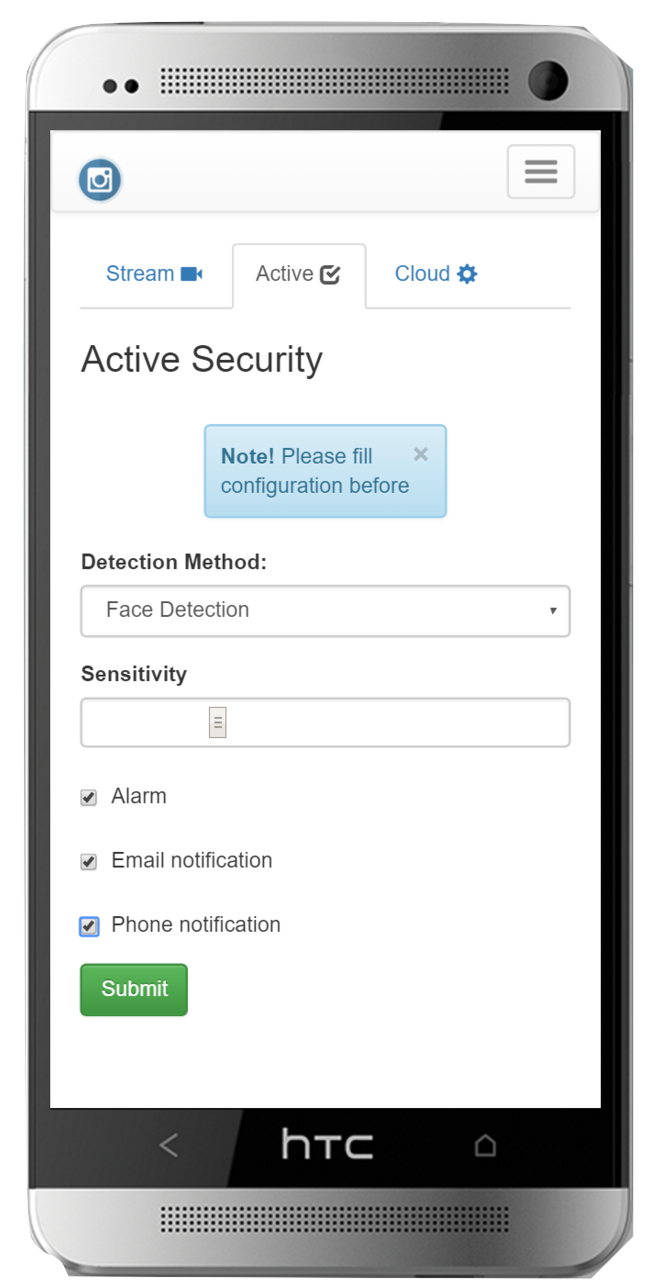 Stream
Active
Cloud
Active Security
Note! Please fill
configuration before
×
Detection Method:
Face Detection
Sensitivity
Alarm
Email notification
Phone notification
Submit
hTC